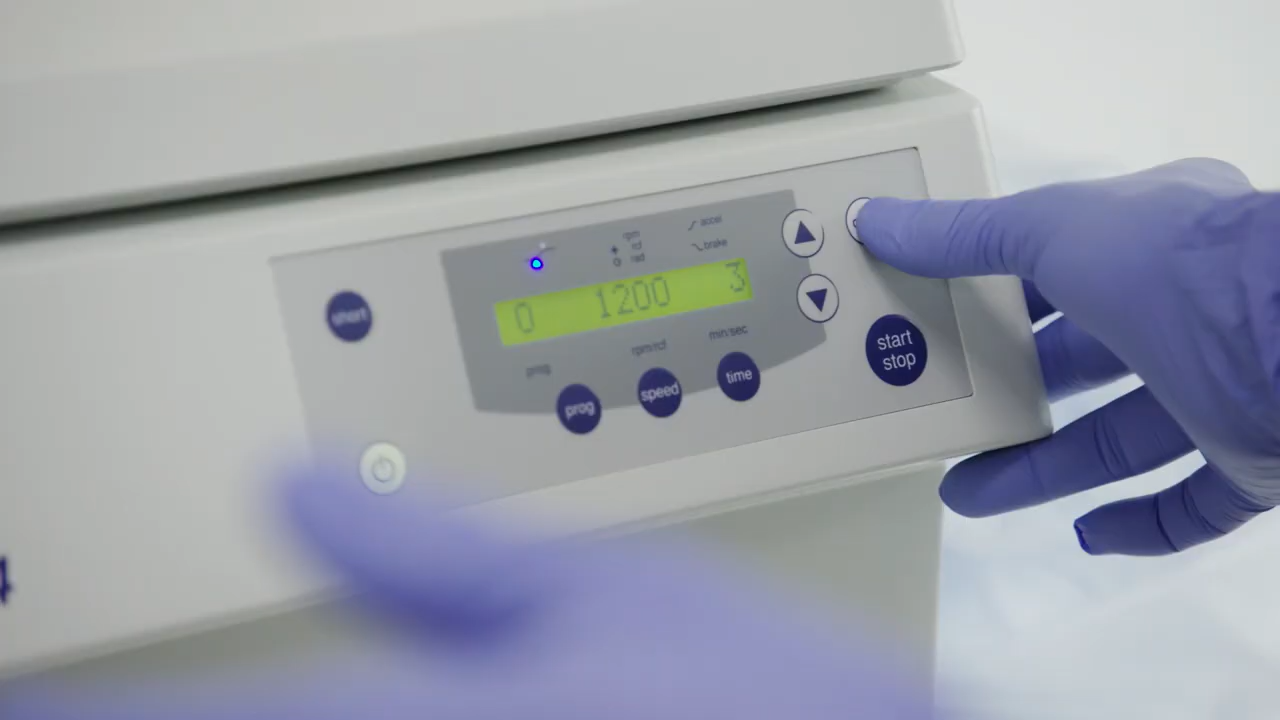 rpm
rcf
rad
accel
brake
0 1200 3
short
prog
rpm/rcf
min/sec
prog
speed
time
start
stop
4